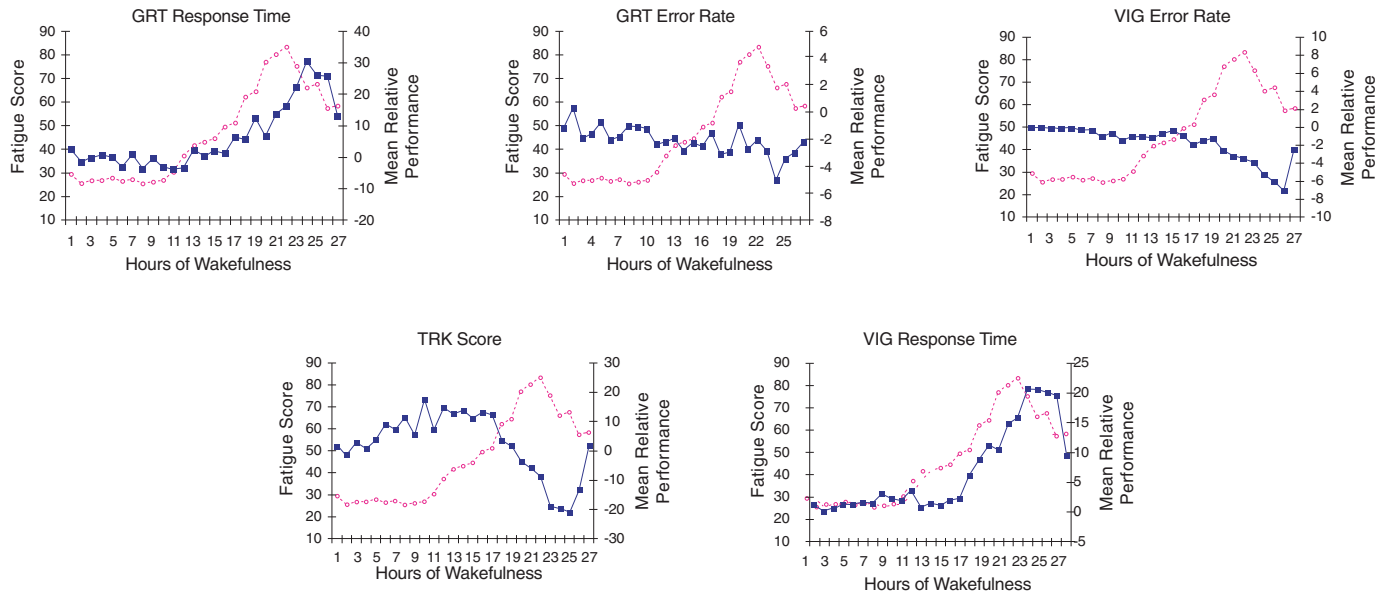 GRT Response Time
90
80
70
60
50
40
30
20
10
40
30
20
10
0
-10
-20
Fatigue Score
Mean Relative
Performance
1 3 5 7 9 11 13 15 17 19 21 23 25 27
Hours of Wakefulness
GRT Error Rate
90
80
70
60
50
40
30
20
10
6
4
2
0
-2
-4
-6
-8
Fatigue Score
Mean Relative
Performance
1 4 7 10 13 16 19 22 25
Hours of Wakefulness
VIG Error Rate
90
80
70
60
50
40
30
20
10
10
8
6
4
2
0
-2
-4
-6
-8
-10
Fatigue Score
Mean Relative
Performance
1 3 5 7 9 11 13 15 17 19 21 23 25 27
Hours of Wakefulness
TRK Score
90
80
70
60
50
40
30
20
10
30
20
10
0
-10
-20
-30
Fatigue Score
Mean Relative
Performance
1 3 5 7 9 11 13 15 17 19 21 23 25 27
Hours of Wakefulness
VIG Response Time
90
80
70
60
50
40
30
20
10
25
20
15
10
5
0
-5
Fatigue Score
Mean Relative
Performance
1 3 5 7 9 11 13 15 17 19 21 23 25 27
Hours of Wakefulness